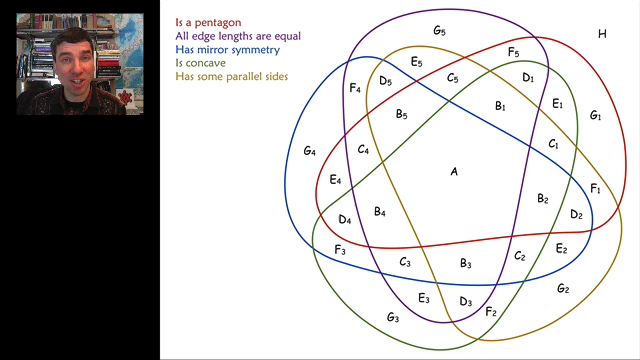 Is a pentagon
All edge lengths are equal
Has mirror symmetry
Is concave
Has some parallel sides
G5
H
F5
E5
D5
C5
D1
F4
B5
B1
E1
G1
C1
G4
C4
A
E4
F1
B4
B2
D4
D2
F3
C3
B3
C2
E2
G2
E3
D3
F2
G3